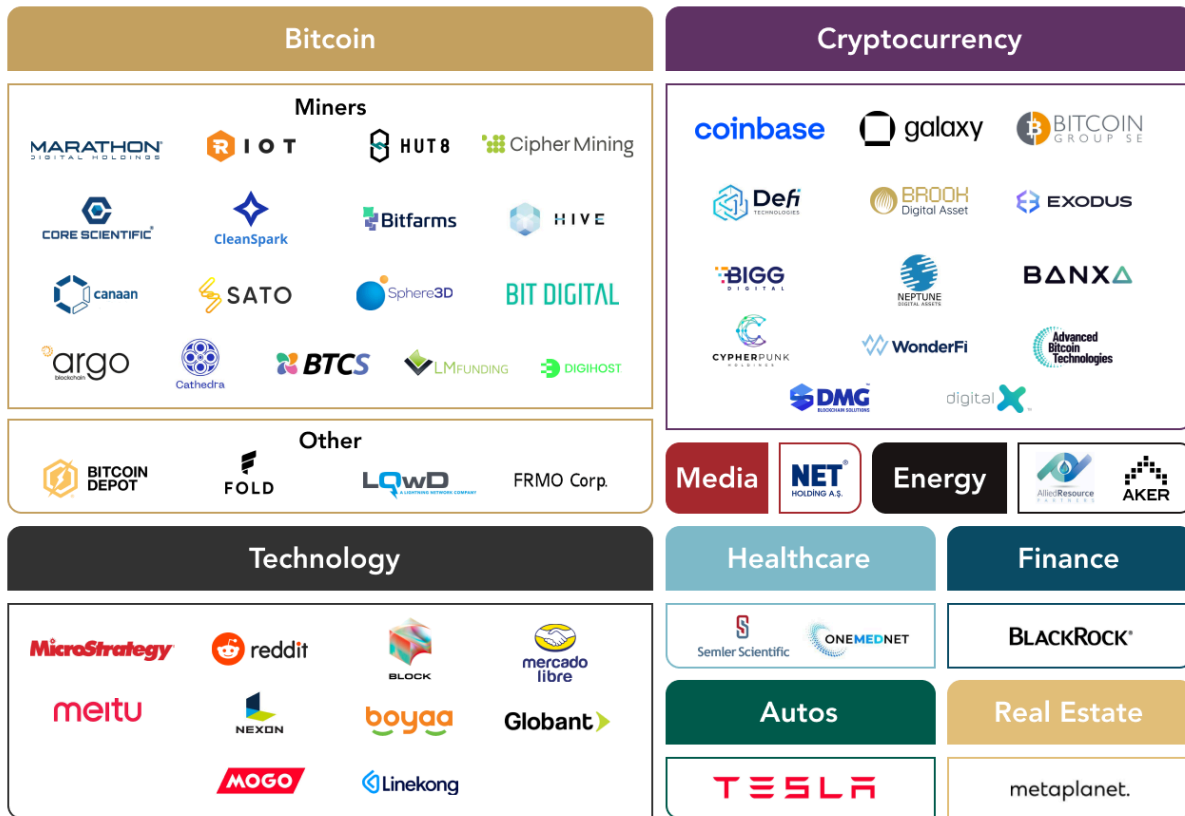 Bitcoin
Miners
MARATHON
DIGITAL HOLDINGS
RIOT
HUT8
Cipher Mining
CORE SCIENTIFIC
CleanSpark
Bitfarms
HIVE
canaan
SATO
Sphere3D
BIT DIGITAL
argo
blockchain
Cathedra
BTCS
LMFUNDING
DIGIHOST
Other
BITCOIN
DEPOT
FOLD
LQwD
A LIGHTNING NETWORK COMPANY
FRMO Corp.
Cryptocurrency
coinbase
galaxy
BITCOIN
GROUP SE
Defi
TECHNOLOGIES
BROOK
Digital Asset
EXODUS
BIGG
DIGITAL
NEPTUNE
DIGITAL ASSETS
BANXA
CYPHERPUNK
HOLDINGS
WonderFi
Advanced
Bitcoin
Technologies
DMG
BLOCKCHAIN SOLUTIONS
digital X
Media
NET
HOLDİNG A.Ş.
Energy
AlliedResource
PARTNERS
AKER
Technology
MicroStrategy
reddit
BLOCK
mercado
libre
meitu
NEXON
boyaa
Globant
MOGO
Linekong
Healthcare
Semler Scientific
ONEMEDNET
Finance
BLACKROCK
Autos
TESLA
Real Estate
metaplanet.